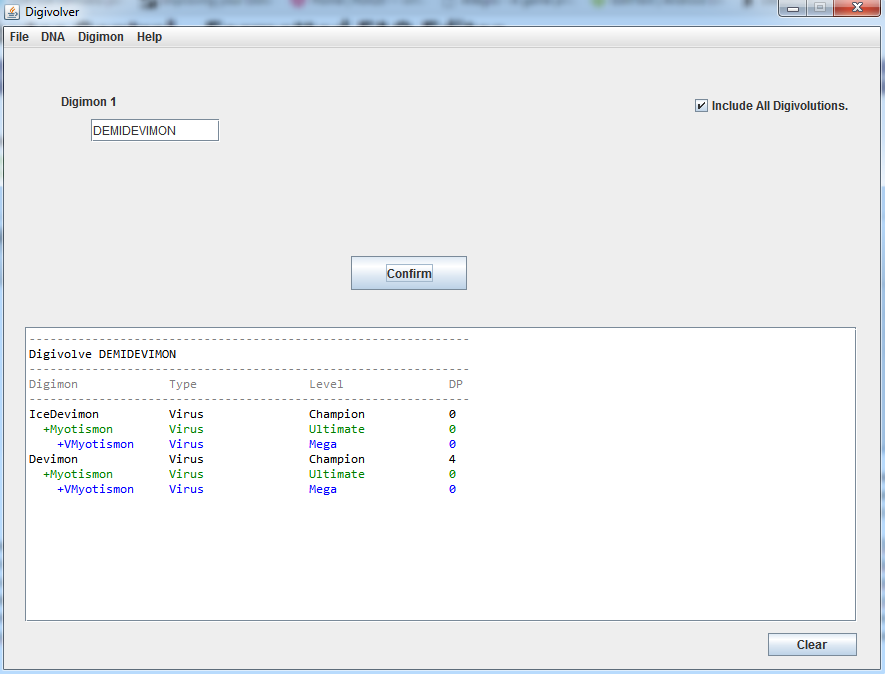 Digivolver
File DNA Digimon Help
Digimon 1
Include All Digivolutions.
DEMIDEVIMON
Confirm
---------------------------------------------------------------
Digivolve DEMIDEVIMON
---------------------------------------------------------------
Digimon Type Level DP
---------------------------------------------------------------
IceDevimon Virus Champion 0
+Myotismon Virus Ultimate 0
+VMyotismon Virus Mega 0
Devimon Virus Champion 4
+Myotismon Virus Ultimate 0
+VMyotismon Virus Mega 0
Clear